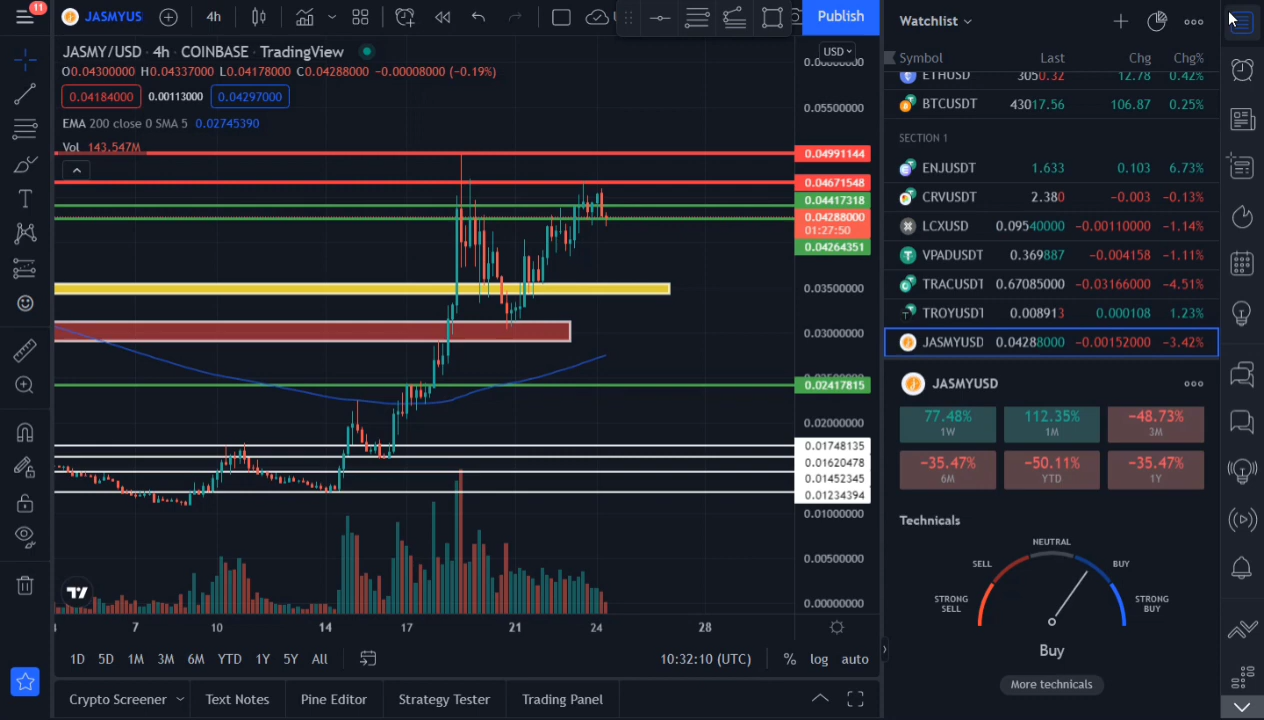 11
JASMYUS
4h
Publish
JASMY/USD · 4h · COINBASE · TradingView
O0.04300000 H0.04337000 L0.04178000 C0.04288000 −0.00008000 (−0.19%)
0.04184000 0.00113000 0.04297000
EMA 200 close 0 SMA 5 0.02745390
Vol 143.547M
USD
0.05500000
0.04991144
0.04671548
0.04417318
0.04288000
01:27:50
0.04264351
0.03500000
0.03000000
0.02417815
0.02000000
0.01748135
0.01620478
0.01452345
0.01234394
0.01000000
0.00500000
0.00000000
7 10 14 17 21 24 28
1D 5D 1M 3M 6M YTD 1Y 5Y All
10:32:10 (UTC) % log auto
Crypto Screener Text Notes Pine Editor Strategy Tester Trading Panel
Watchlist
Symbol Last Chg Chg%
ETHUSD 3050.32 12.78 0.42%
BTCUSDT 43017.56 106.87 0.25%
SECTION 1
ENJUSDT 1.633 0.103 6.73%
CRVUSDT 2.380 −0.003 −0.13%
LCXUSD 0.09540000 −0.00110000 −1.14%
VPADUSDT 0.369887 −0.004158 −1.11%
TRACUSDT 0.67085000 −0.03166000 −4.51%
TROYUSDT 0.008913 0.000108 1.23%
JASMYUSD 0.04288000 −0.00152000 −3.42%
JASMYUSD
77.48% 112.35% −48.73%
1W 1M 3M
−35.47% −50.11% −35.47%
6M YTD 1Y
Technicals
NEUTRAL
SELL BUY
STRONG SELL STRONG BUY
Buy
More technicals